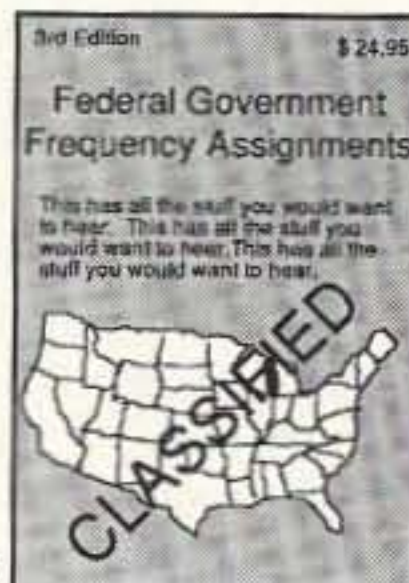 3rd Edition
$ 24.95
Federal Government
Frequency Assignments
This has all the stuff you would want
to hear. This has all the stuff you
would want to hear. This has all the
stuff you would want to hear.
CLASSIFIED